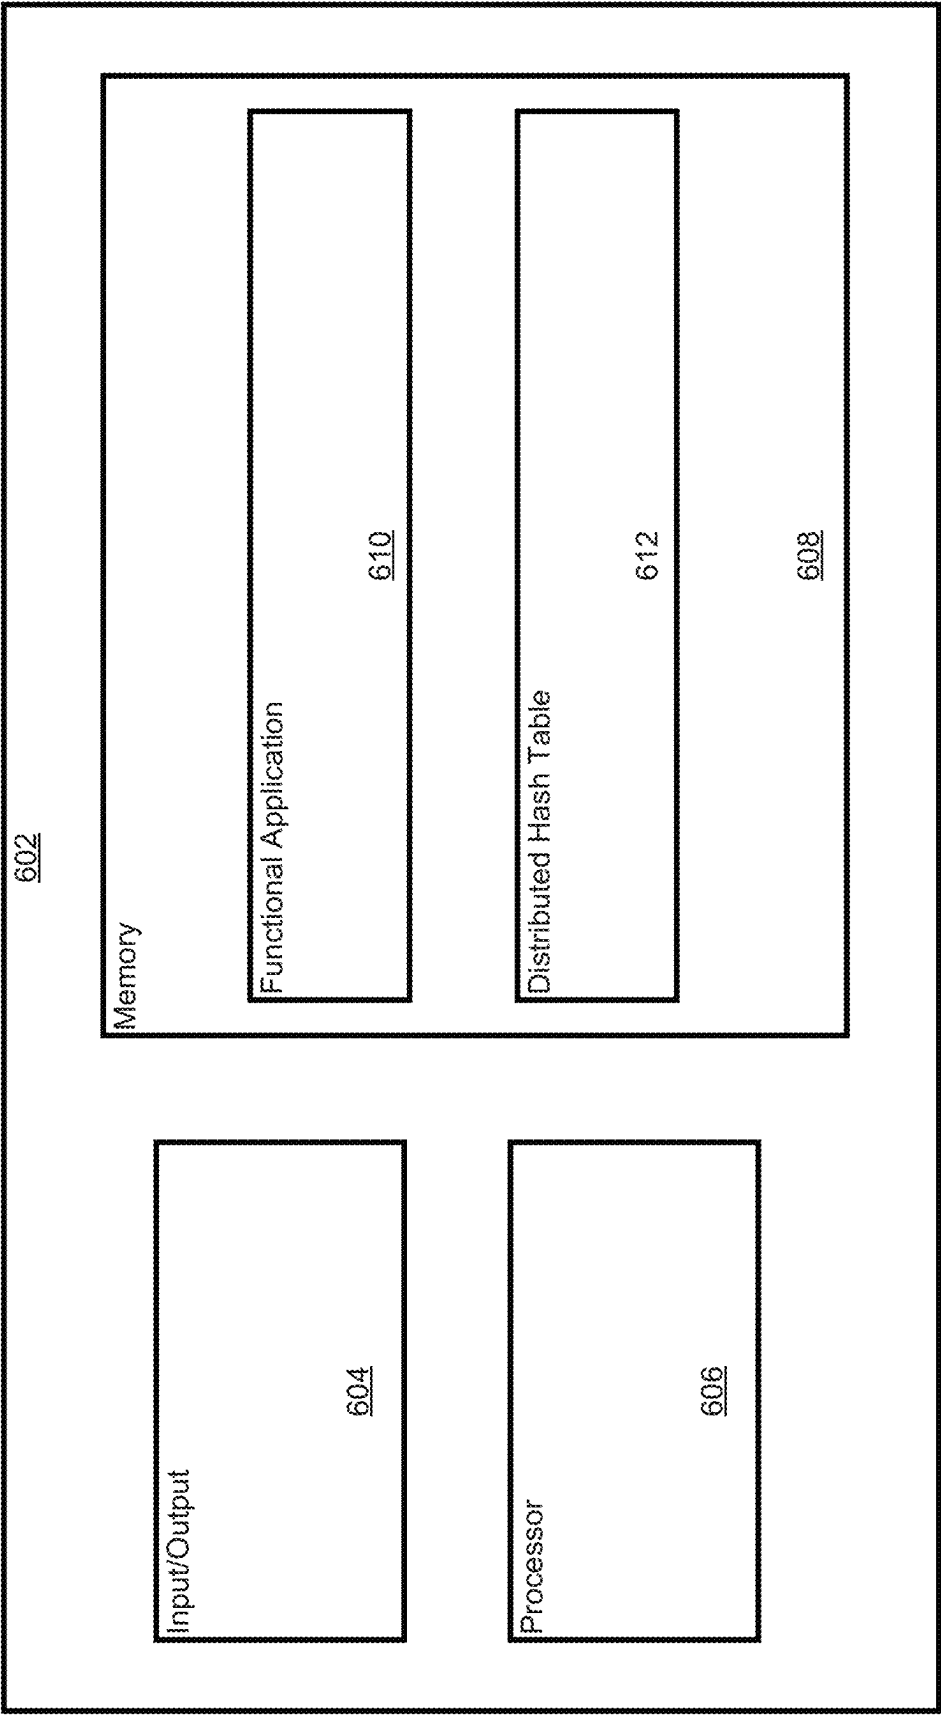 602
Input/Output
604
Processor
606
Memory
Functional Application
610
Distributed Hash Table
612
608